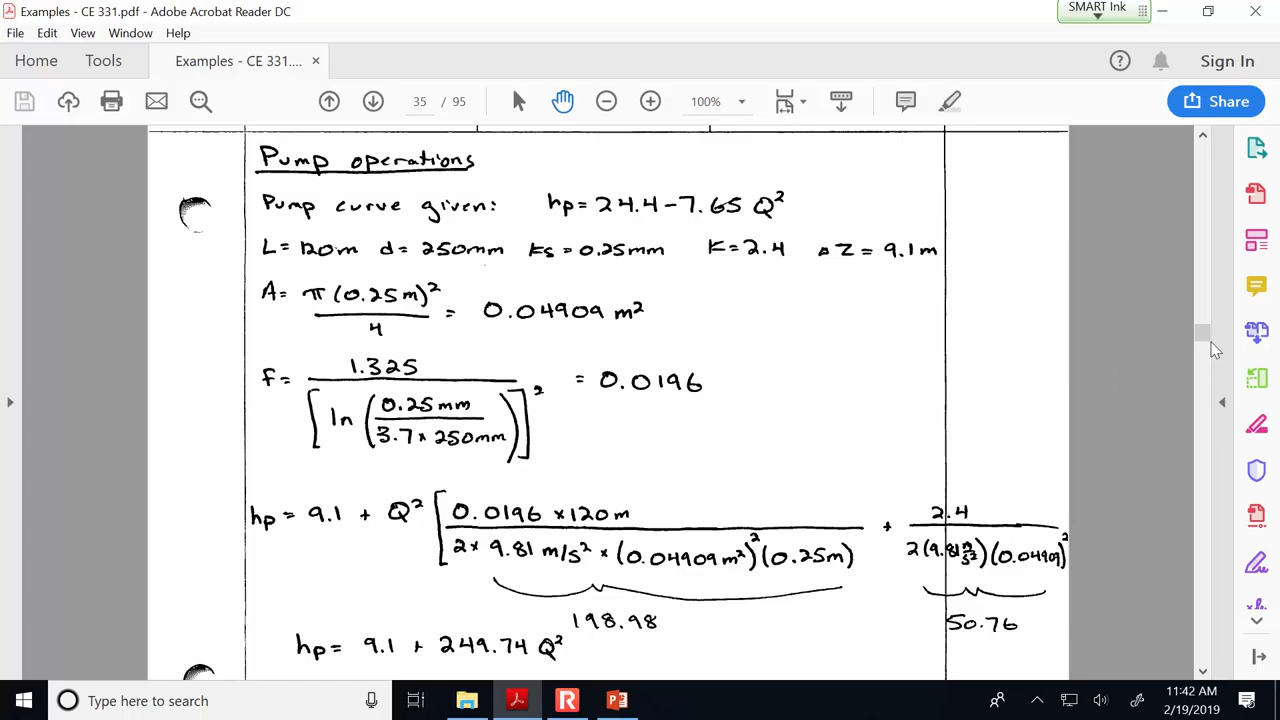 Examples - CE 331.pdf - Adobe Acrobat Reader DC
SMART Ink
File Edit View Window Help
Home Tools Examples - CE 331.... × Sign In
35 / 95 100% Share
Pump operations
Pump curve given: hp = 24.4 - 7.65 Q²
L = 120m d = 250mm ks = 0.25mm K = 2.4 ΔZ = 9.1m
A = π(0.25m)² / 4 = 0.04909 m²
f = 1.325 / [ln(0.25mm / 3.7 × 250mm)]² = 0.0196
hp = 9.1 + Q² [0.0196 × 120m / 2 × 9.81 m/s² × (0.04909 m²)² (0.25m) + 2.4 / 2(9.81 m/s²)(0.04909)²
198.98 50.76
hp = 9.1 + 249.74 Q²
Type here to search
11:42 AM
2/19/2019